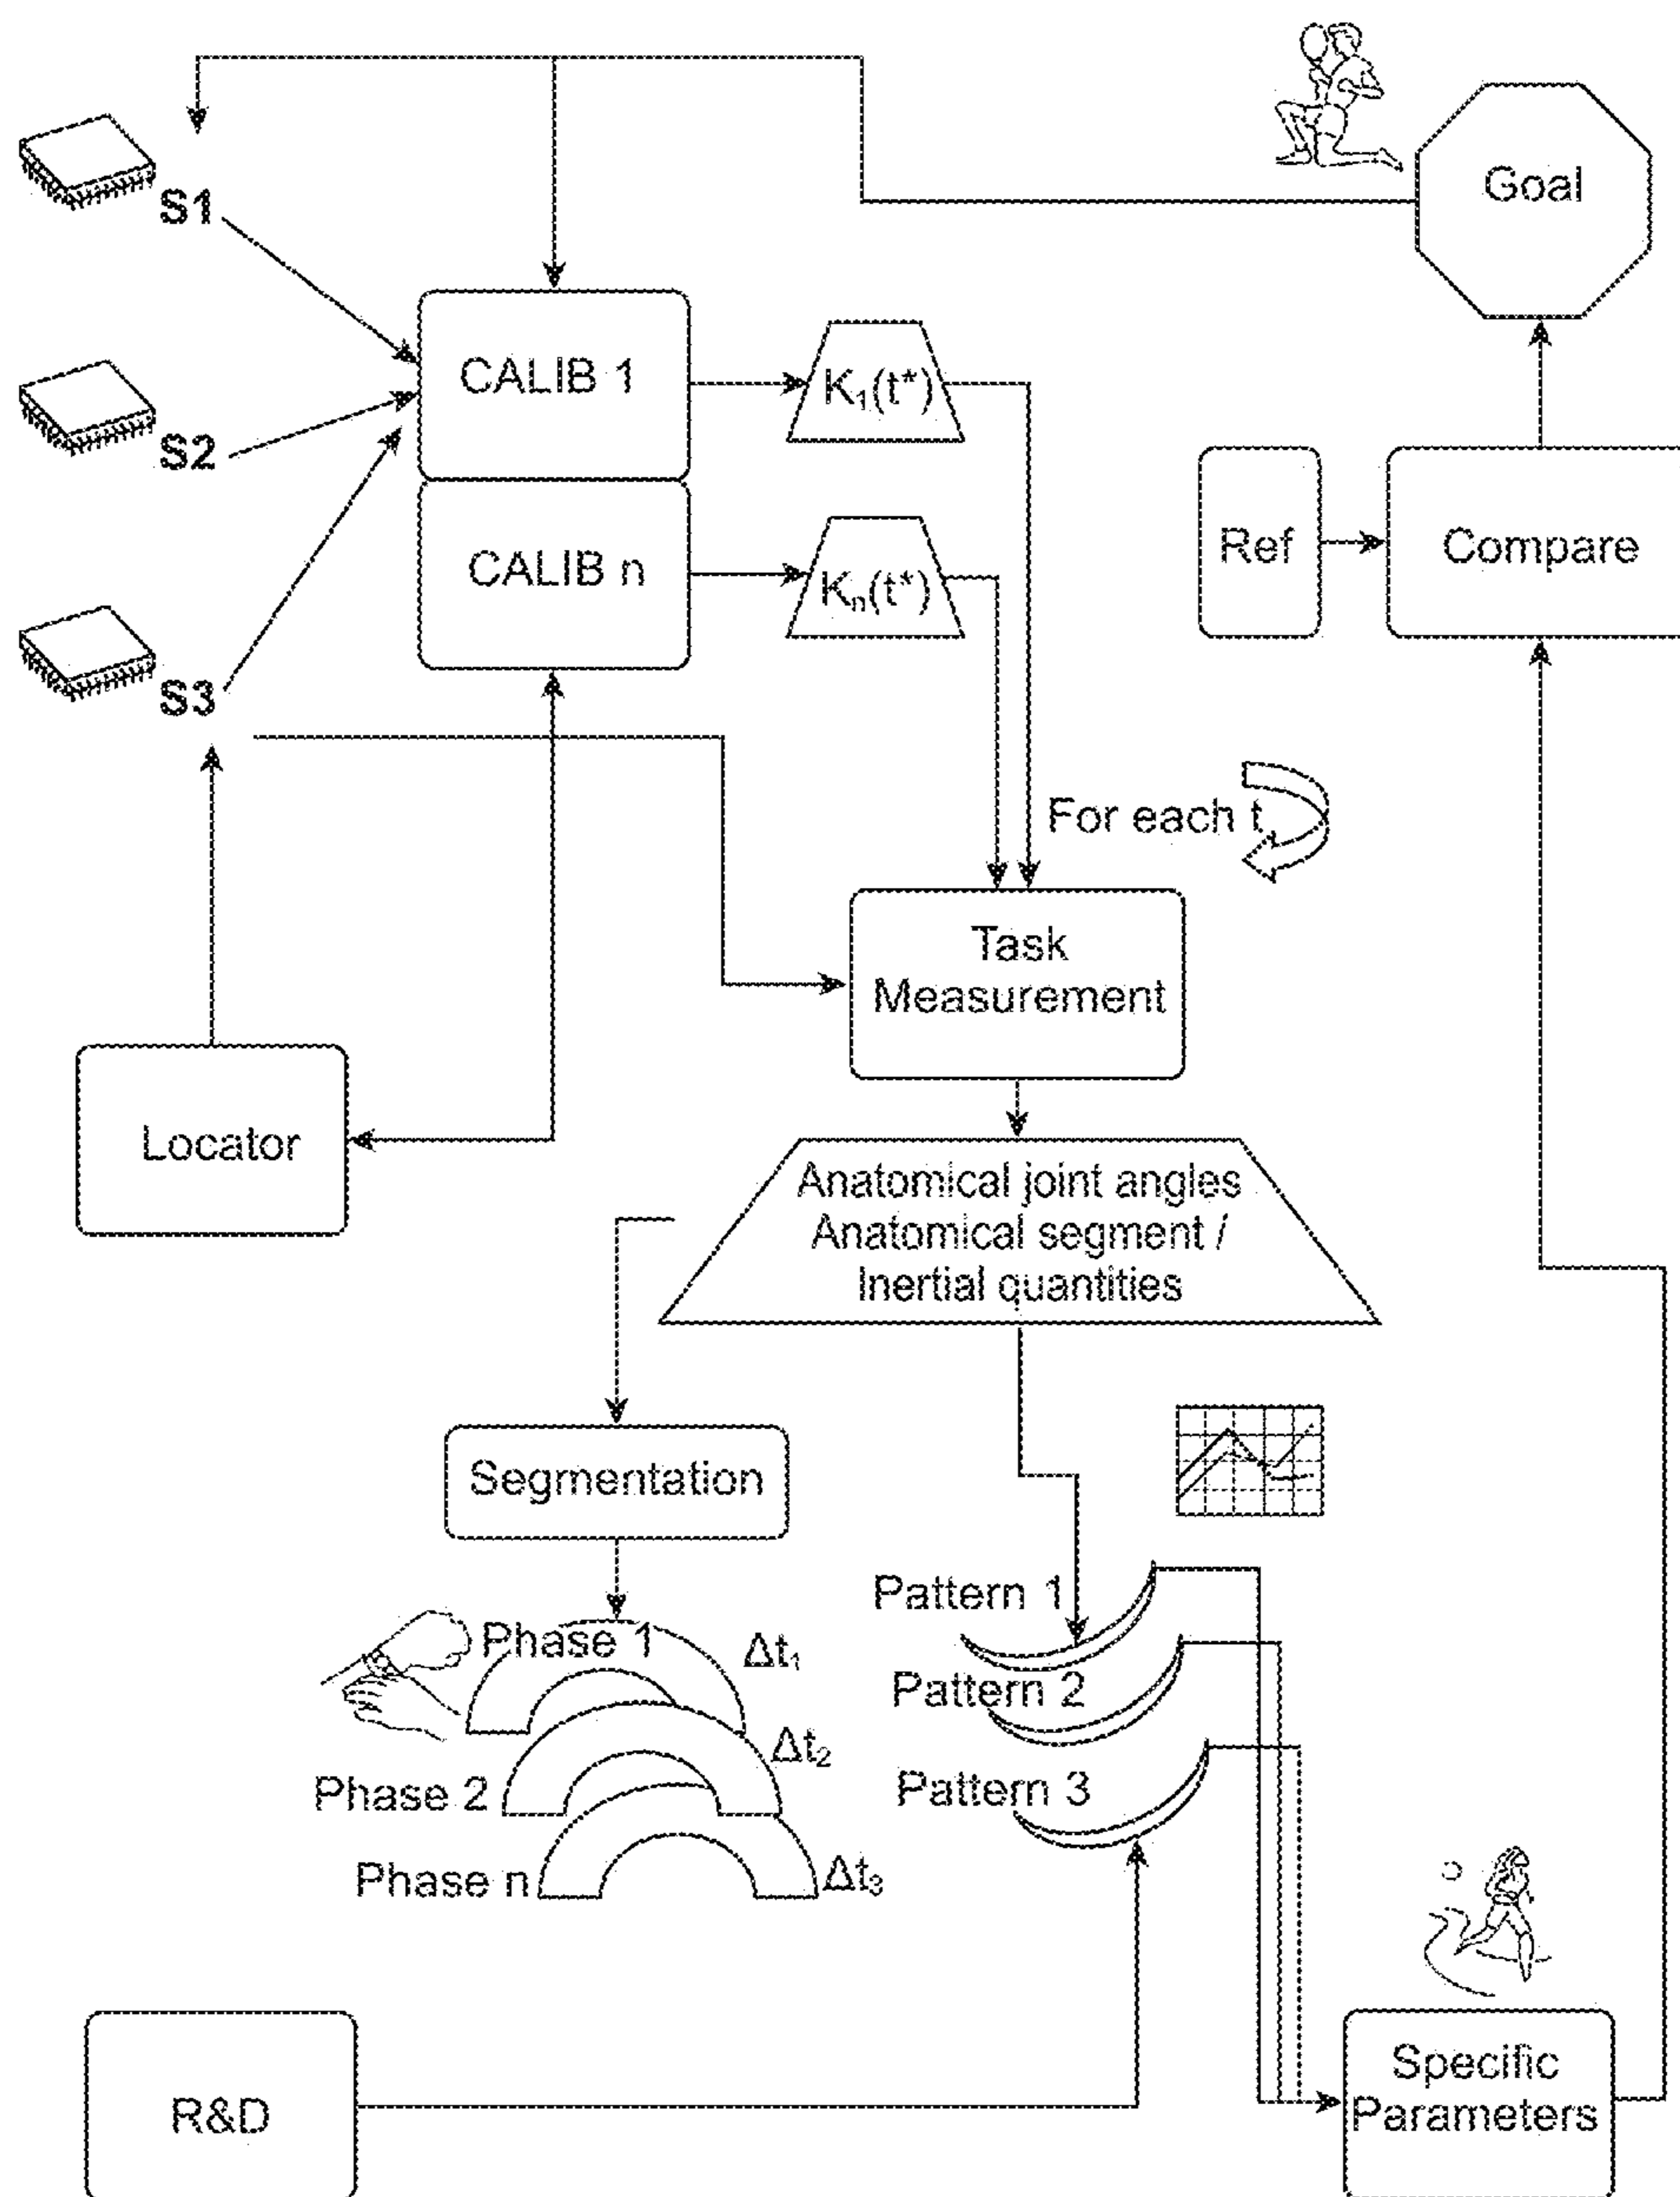 Goal
S1
CALIB 1
K₁(t*)
S2
Ref
Compare
CALIB n
Kₙ(t*)
S3
For each t
Task
Measurement
Locator
Anatomical joint angles
Anatomical segment /
Inertial quantities
Segmentation
Pattern 1
Phase 1
Δt₁
Pattern 2
Δt₂
Phase 2
Pattern 3
Phase n
Δt₃
Specific
Parameters
R&D